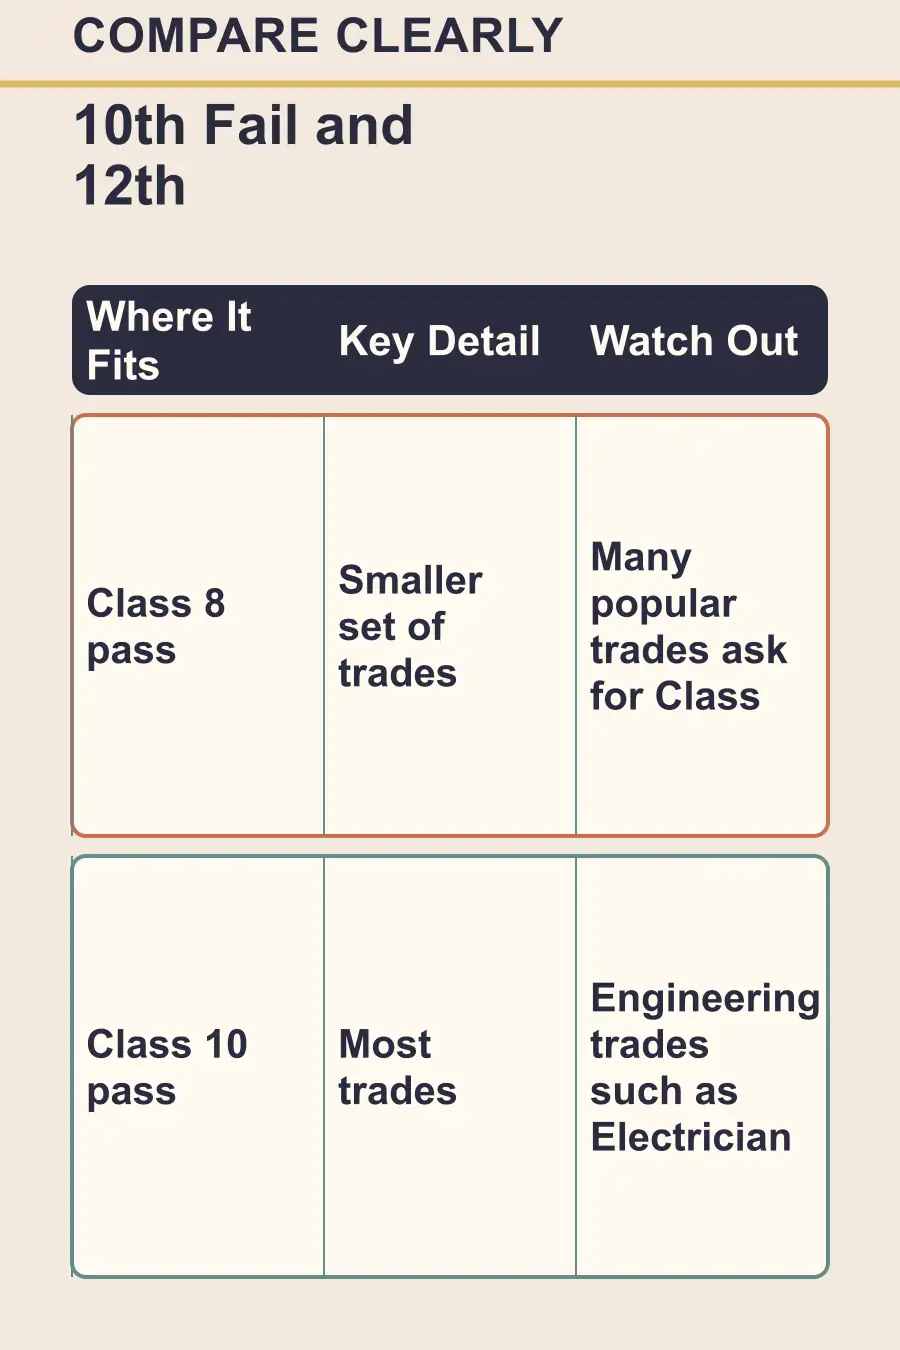 COMPARE CLEARLY
10th Fail and
12th
Where It
Fits
Key Detail
Watch Out
Class 8
pass
Smaller
set of
trades
Many
popular
trades ask
for Class
Class 10
pass
Most
trades
Engineering
trades
such as
Electrician